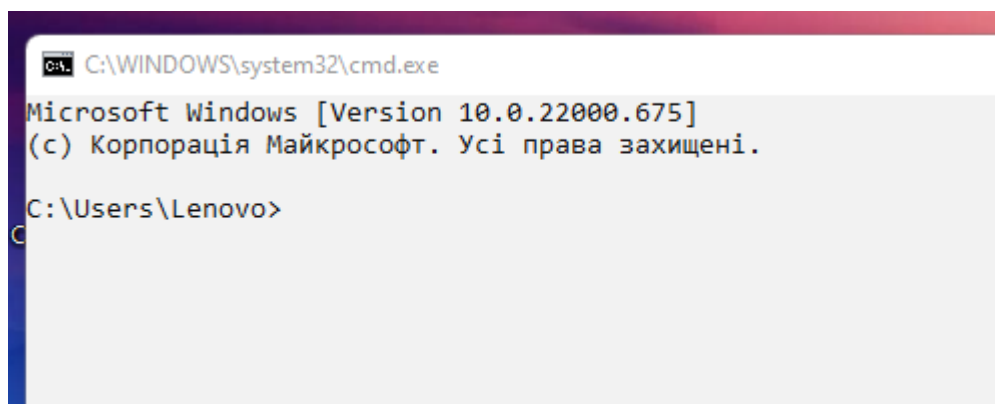 C:\WINDOWS\system32\cmd.exe
Microsoft Windows [Version 10.0.22000.675]
(c) Корпорація Майкрософт. Усі права захищені.
C:\Users\Lenovo>
C